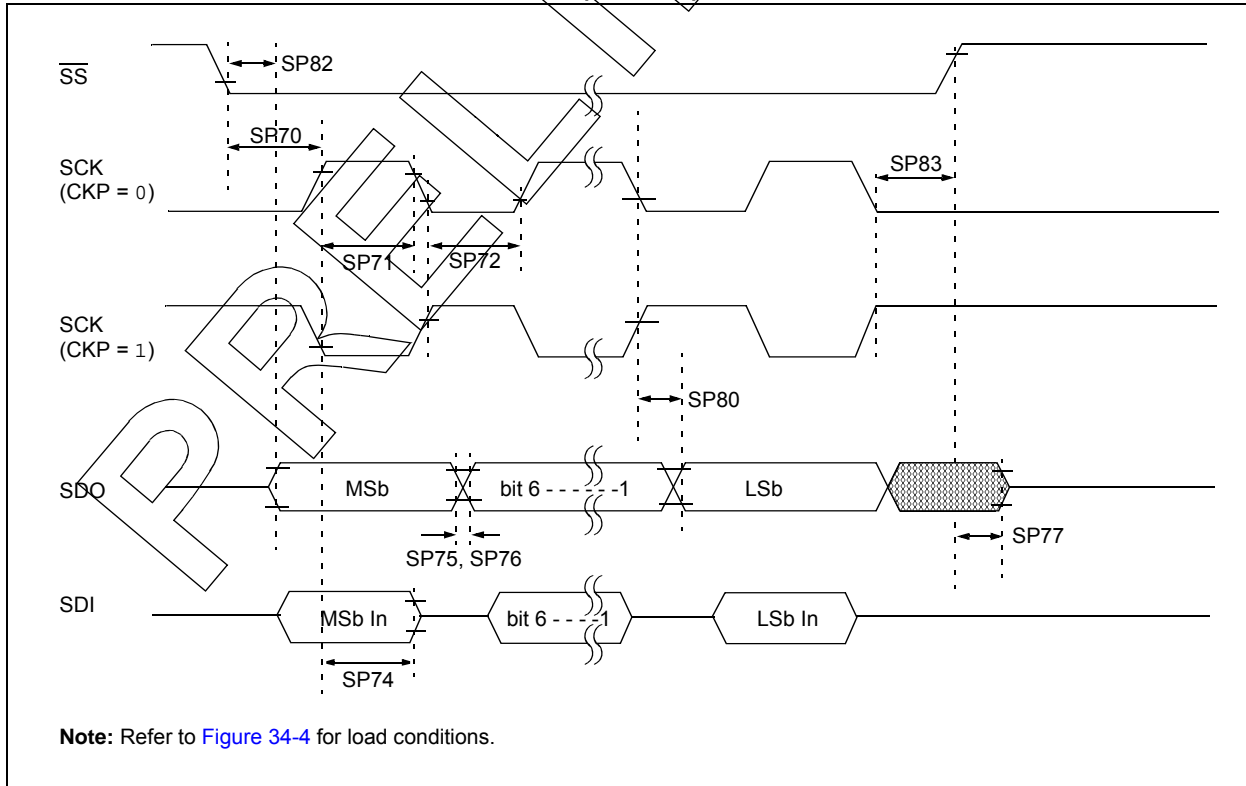 SS
SP82
SP70
SCK
(CKP = 0)
SP83
SP71
SP72
SCK
(CKP = 1)
SP80
SDO
MSb
bit 6 - - - - - -1
LSb
SP77
SP75, SP76
SDI
MSb In
bit 6 - - - -1
LSb In
SP74
Note: Refer to Figure 34-4 for load conditions.
PRELI